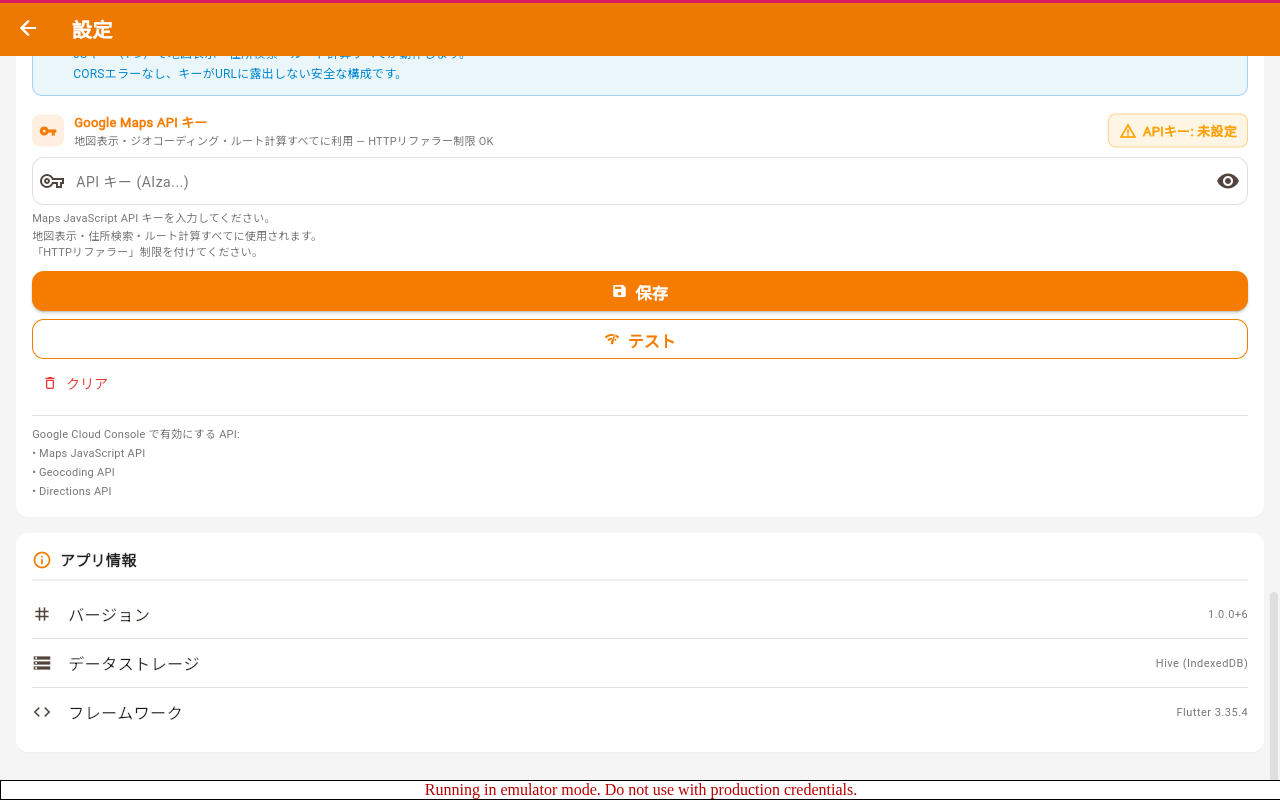 設定
CORSエラーなし、キーがURLに露出しない安全な構成です。
Google Maps API キー
地図表示・ジオコーディング・ルート計算すべてに利用 — HTTPリファラー制限 OK
APIキー: 未設定
API キー (AIza...)
Maps JavaScript API キーを入力してください。
地図表示・住所検索・ルート計算すべてに使用されます。
「HTTPリファラー」制限を付けてください。
保存
テスト
クリア
Google Cloud Console で有効にする API:
• Maps JavaScript API
• Geocoding API
• Directions API
アプリ情報
バージョン
1.0.0+6
データストレージ
Hive (IndexedDB)
フレームワーク
Flutter 3.35.4
Running in emulator mode. Do not use with production credentials.